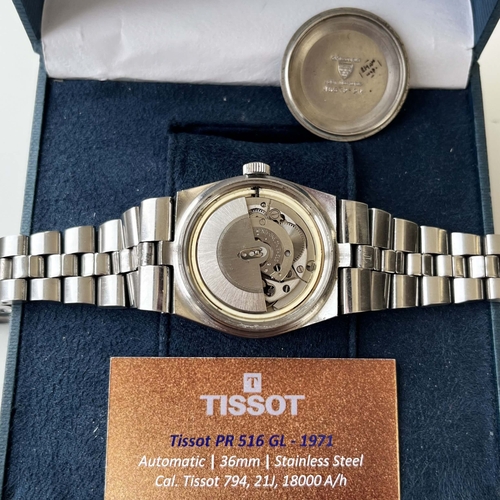 T
TISSOT
Tissot PR 516 GL - 1971
Automatic | 36mm | Stainless Steel
Cal. Tissot 794, 21J, 18000 A/h